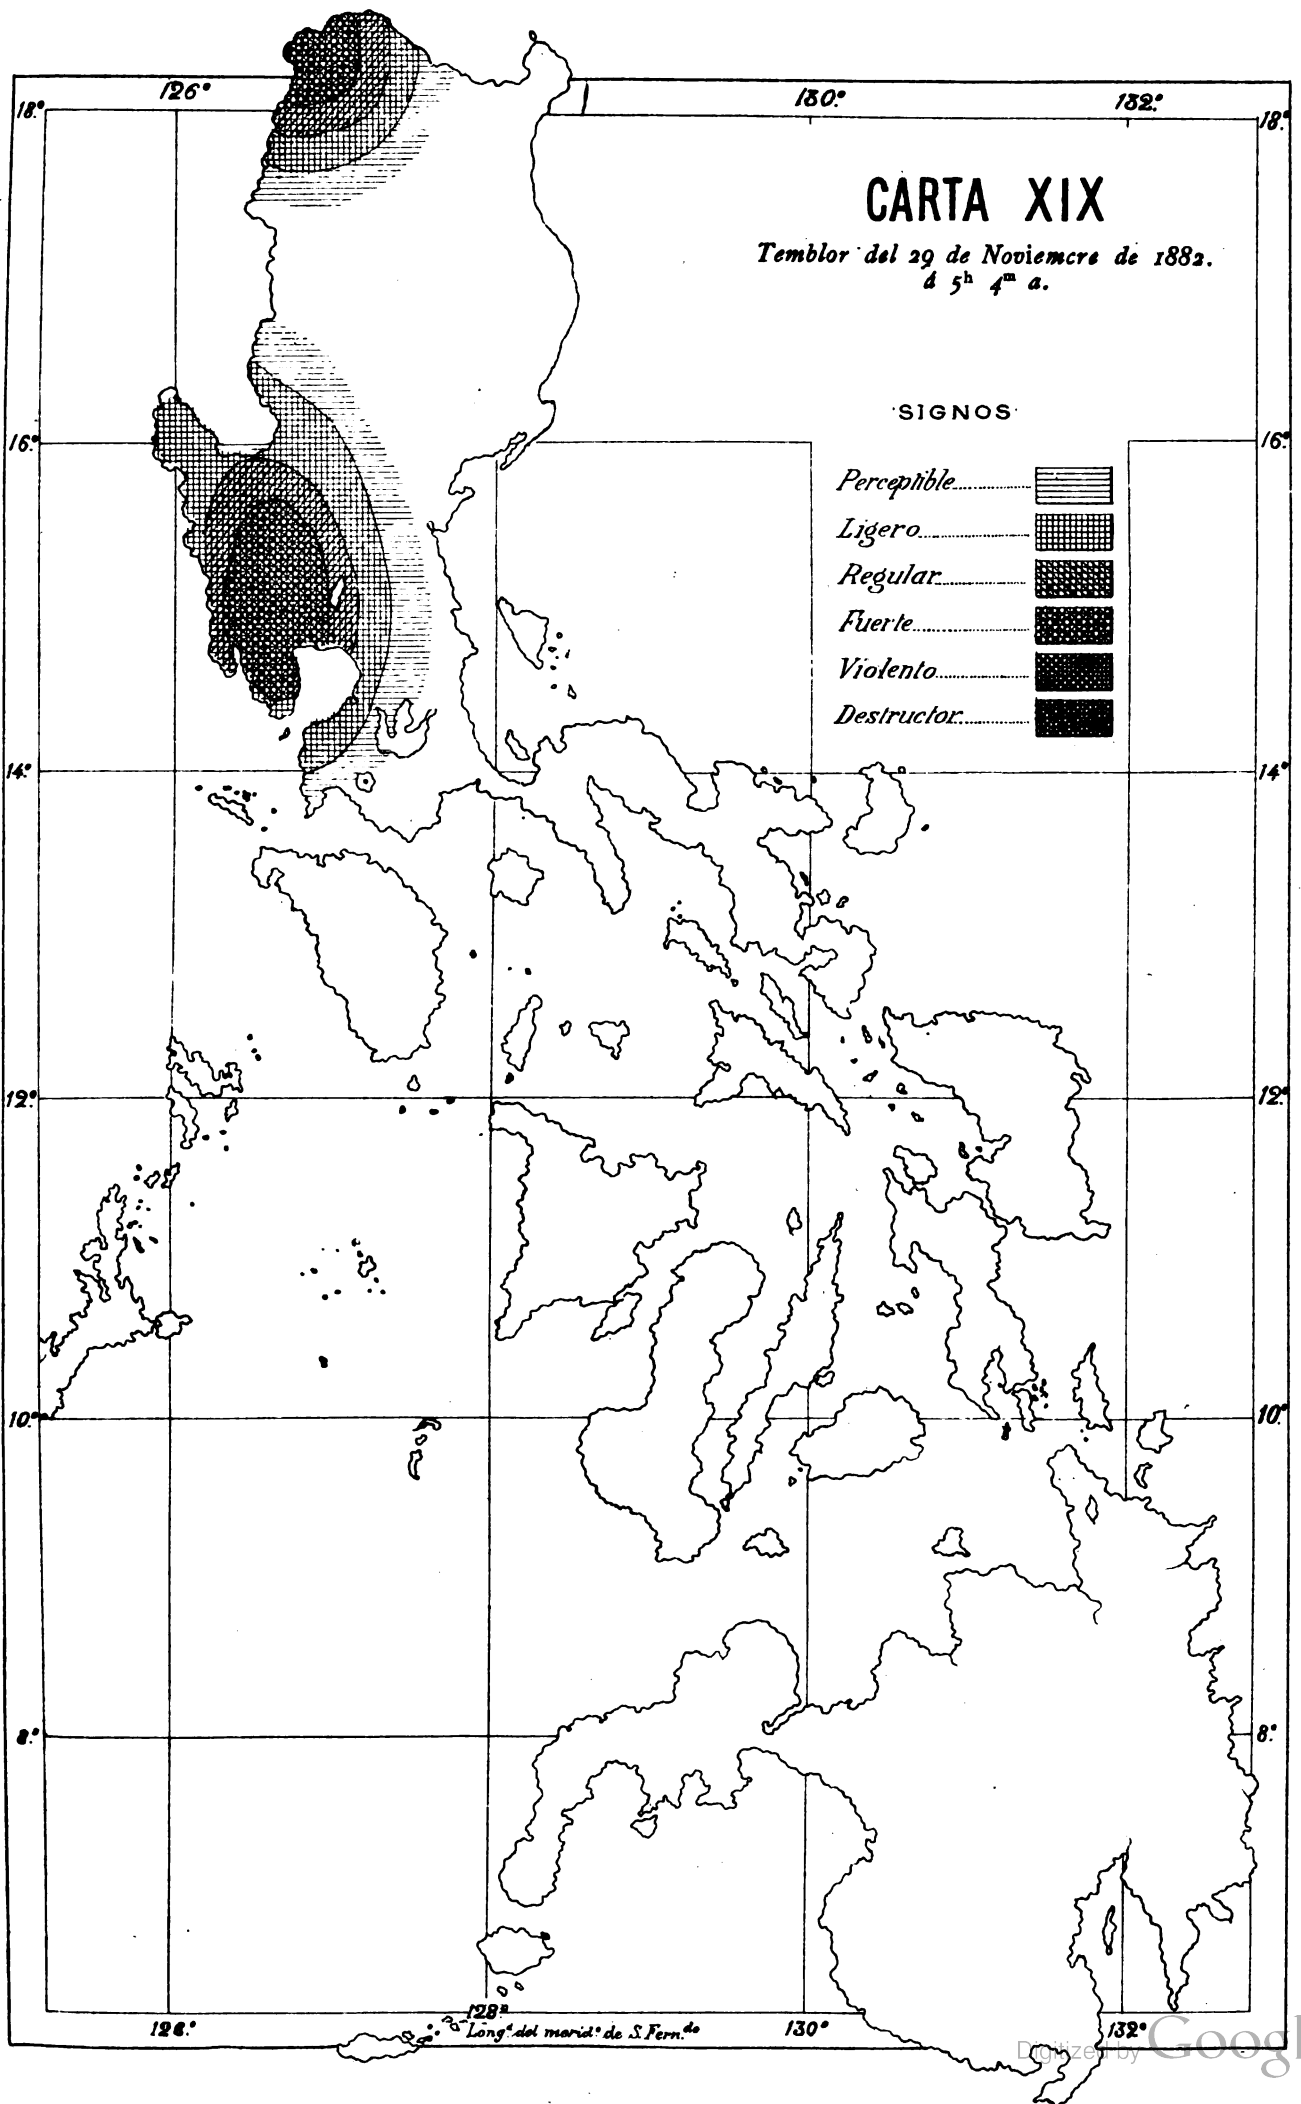 126° 130° 132°
18° 18°
CARTA XIX
Temblor del 29 de Noviemcre de 1882.
á 5h 4m a.
SIGNOS
16° 16°
Perceptible
Ligero
Regular
Fuerte
Violento
Destructor
14° 14°
12° 12°
10° 10°
8° 8°
128°
126° Longd. del merid° de S. Fern.do 130° 132°
Digitized by Google